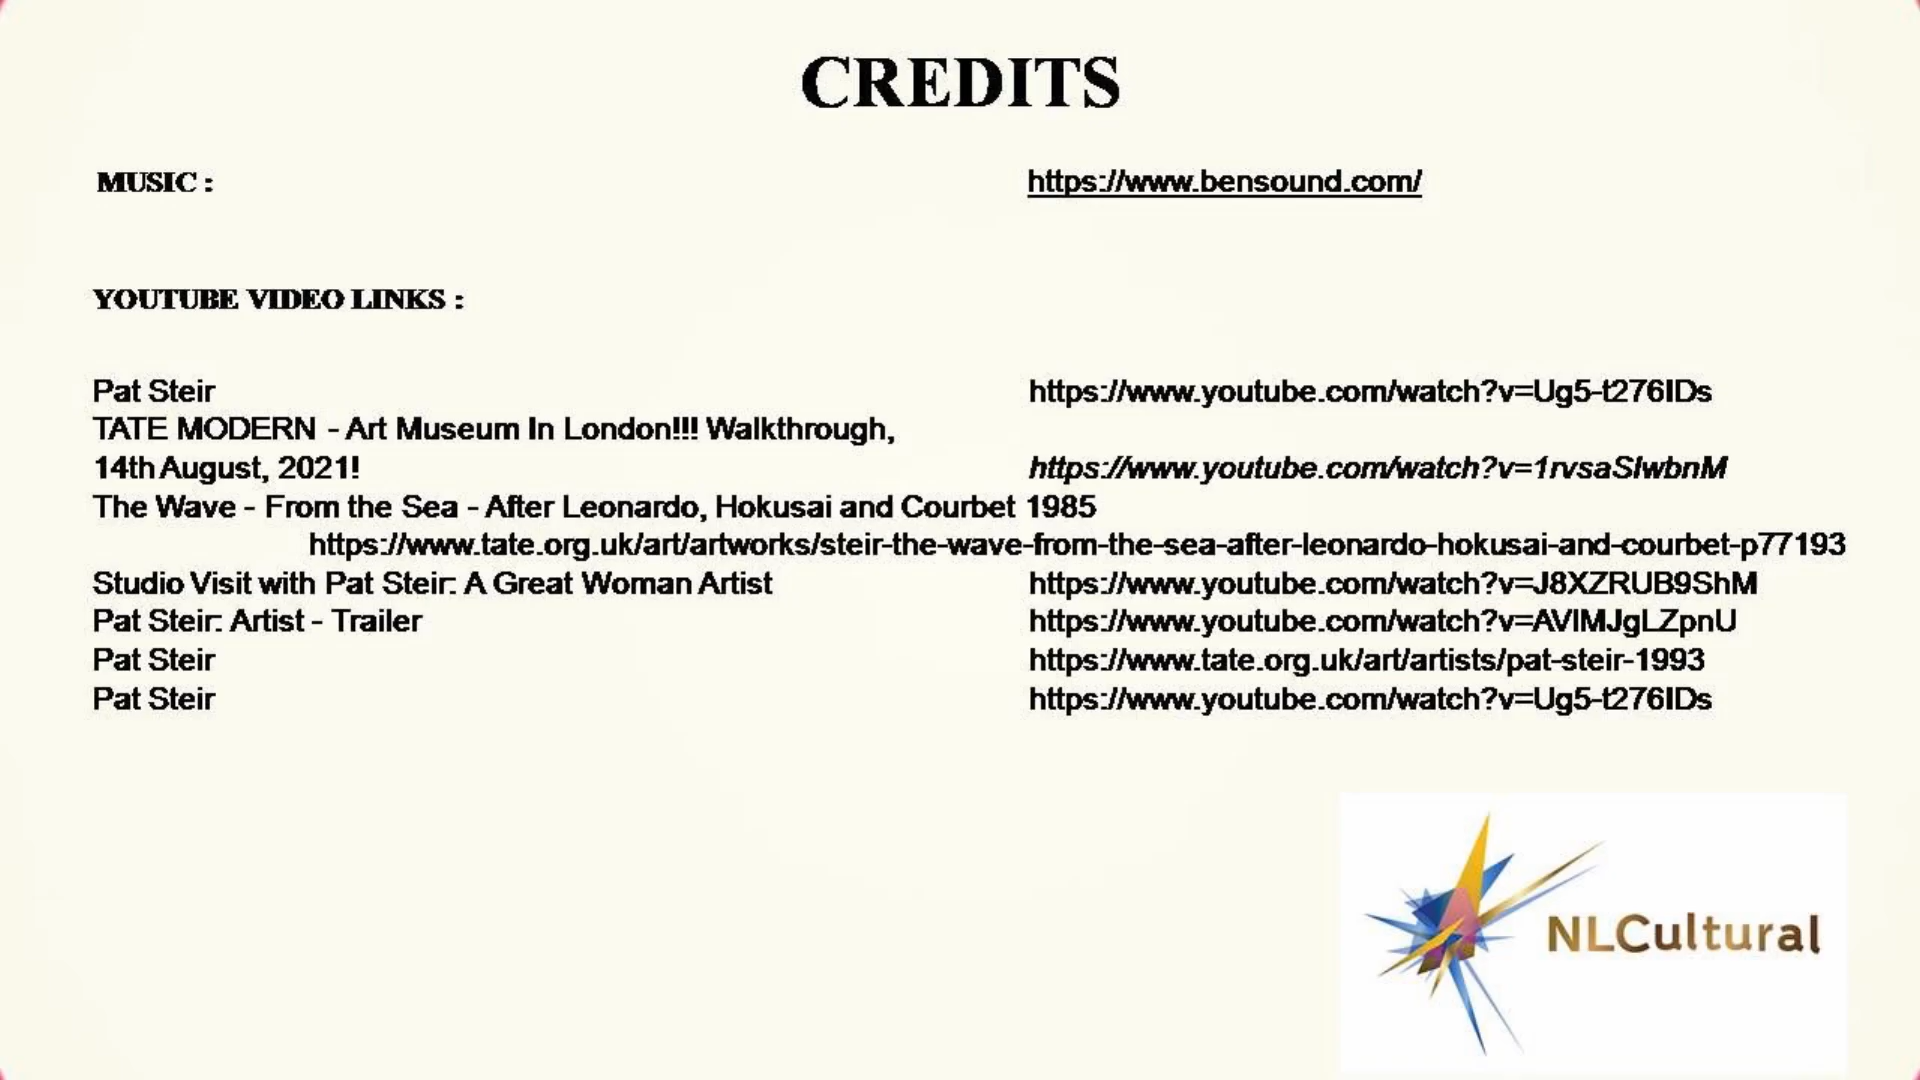 CREDITS
MUSIC : https://www.bensound.com/
YOUTUBE VIDEO LINKS :
Pat Steir https://www.youtube.com/watch?v=Ug5-t276IDs
TATE MODERN - Art Museum In London!!! Walkthrough,
14th August, 2021! https://www.youtube.com/watch?v=1rvsaSlwbnM
The Wave - From the Sea - After Leonardo, Hokusai and Courbet 1985
https://www.tate.org.uk/art/artworks/steir-the-wave-from-the-sea-after-leonardo-hokusai-and-courbet-p77193
Studio Visit with Pat Steir: A Great Woman Artist https://www.youtube.com/watch?v=J8XZRUB9ShM
Pat Steir: Artist - Trailer https://www.youtube.com/watch?v=AVlMJgLZpnU
Pat Steir https://www.tate.org.uk/art/artists/pat-steir-1993
Pat Steir https://www.youtube.com/watch?v=Ug5-t276IDs
NLCultural